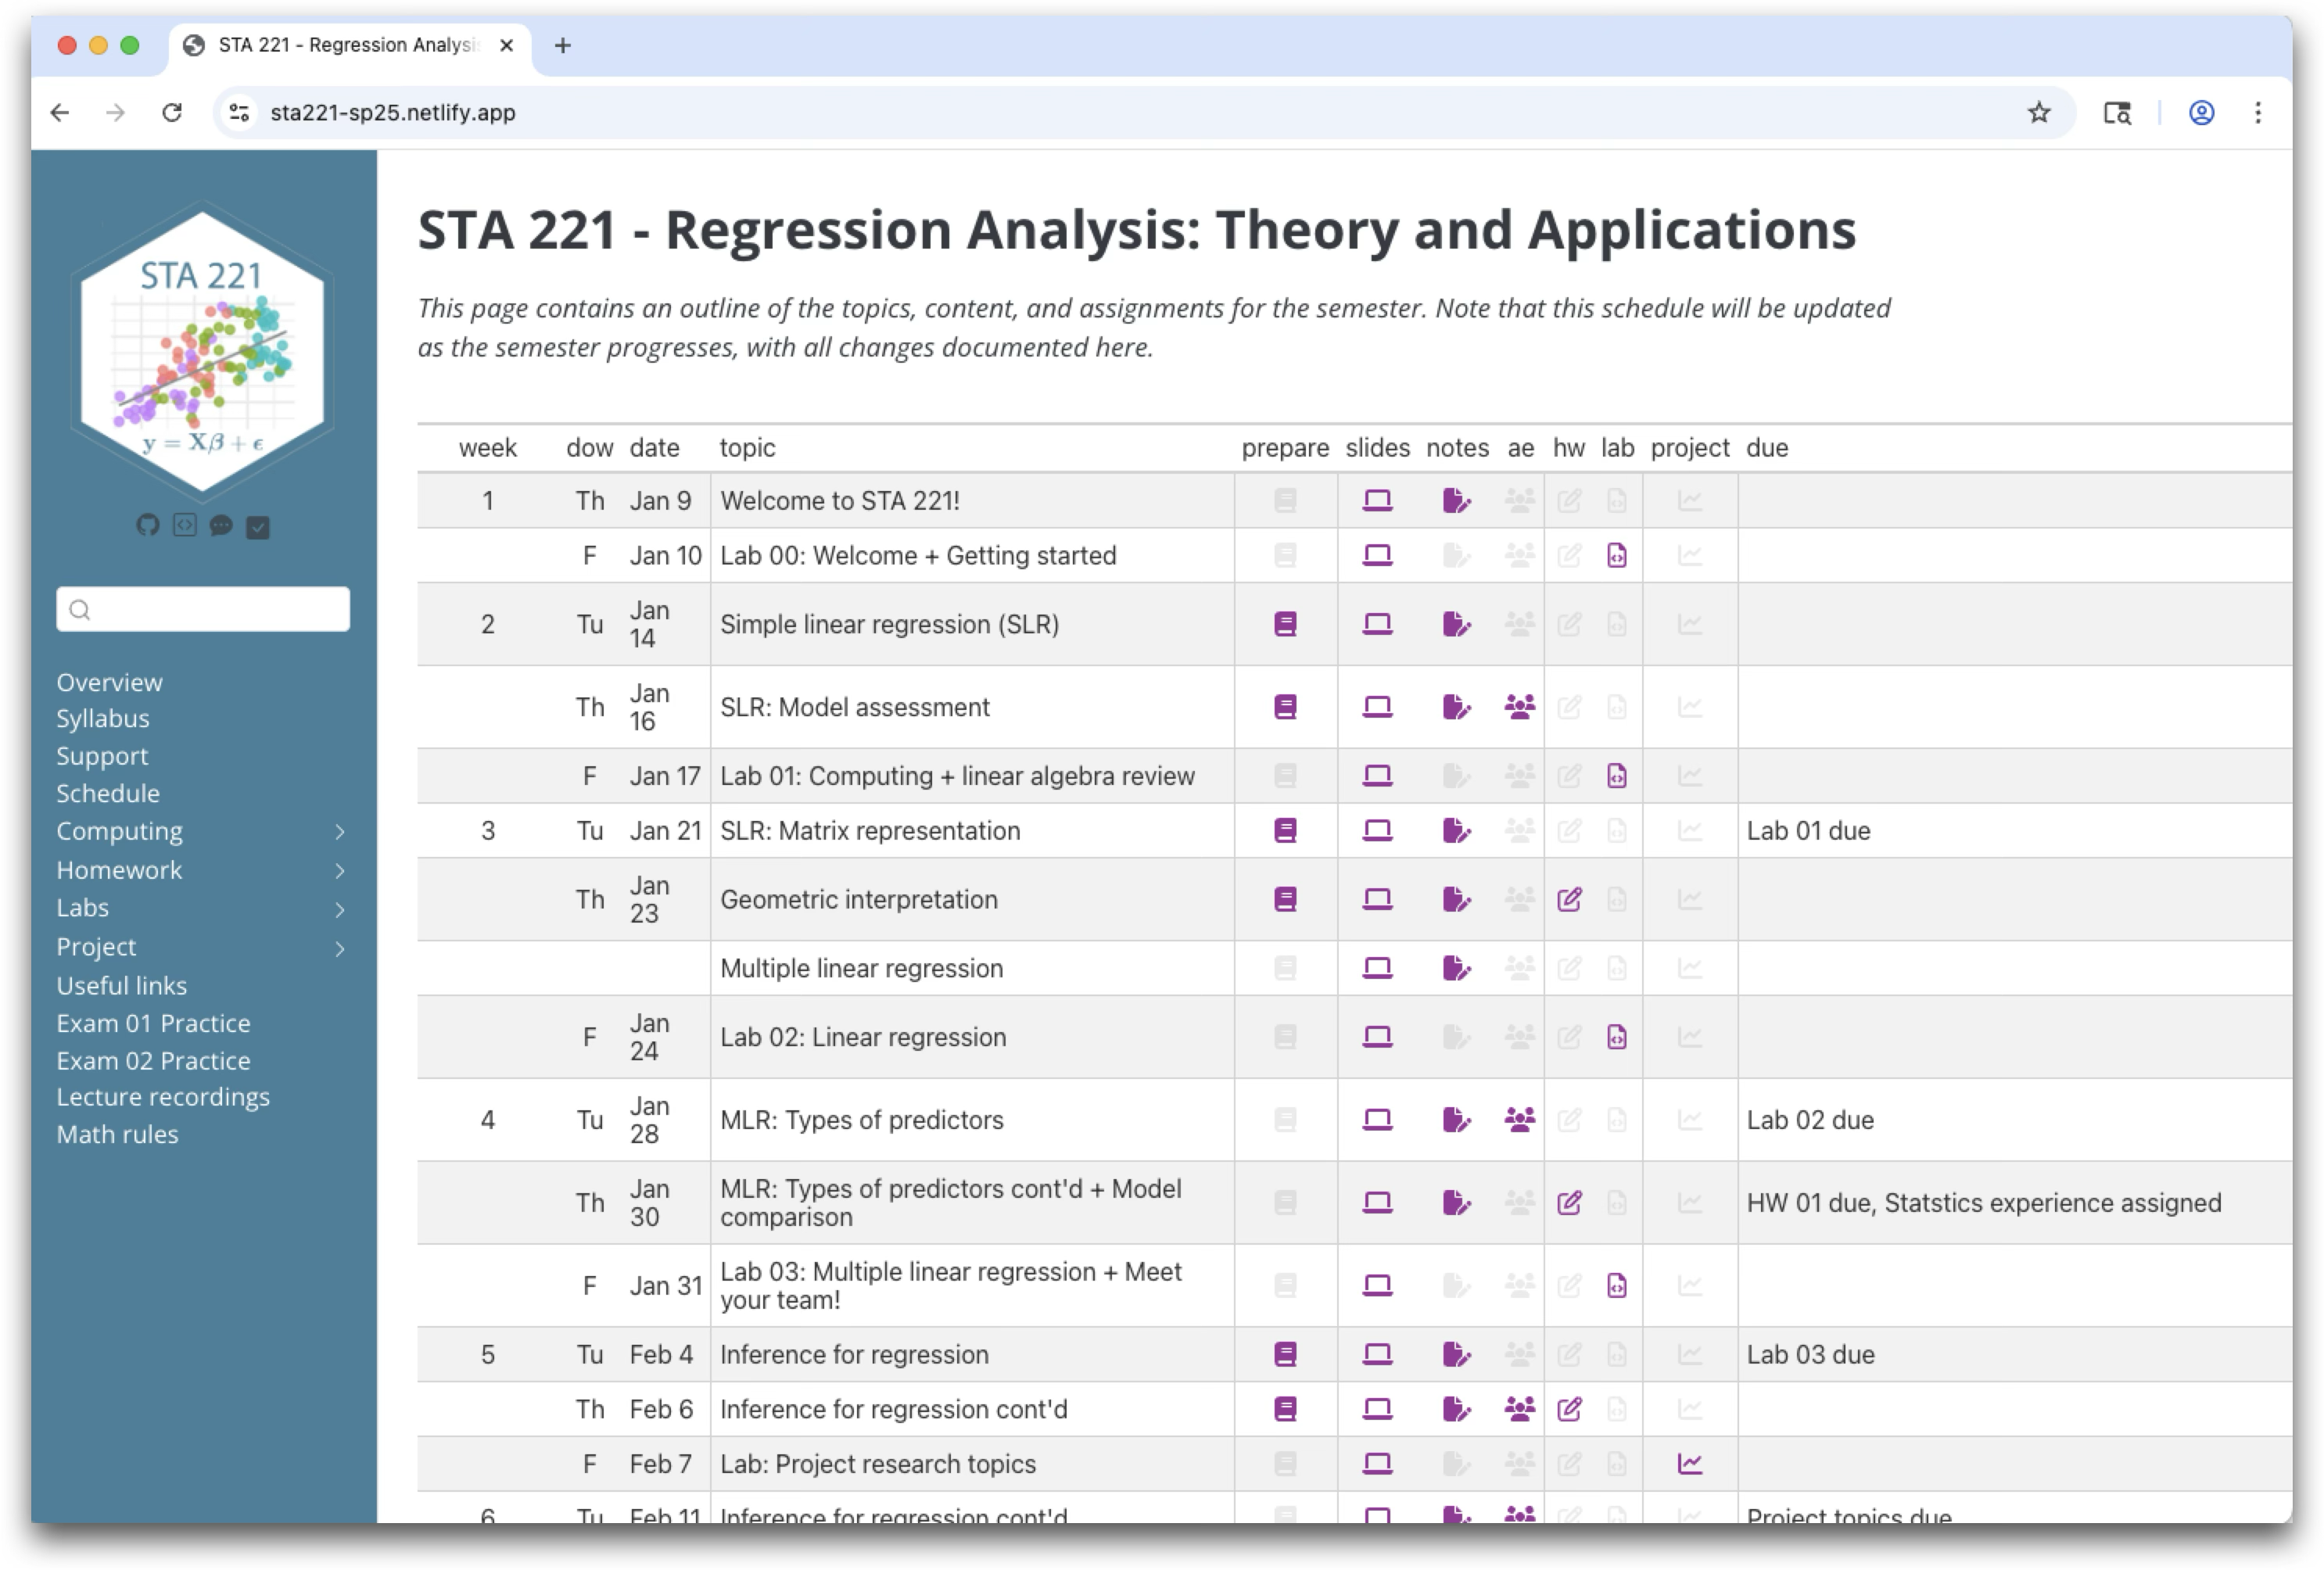 STA 221 - Regression Analysis
sta221-sp25.netlify.app
STA 221
y = Xβ + ϵ
Overview
Syllabus
Support
Schedule
Computing
Homework
Labs
Project
Useful links
Exam 01 Practice
Exam 02 Practice
Lecture recordings
Math rules
STA 221 - Regression Analysis: Theory and Applications
This page contains an outline of the topics, content, and assignments for the semester. Note that this schedule will be updated
as the semester progresses, with all changes documented here.
week dow date topic prepare slides notes ae hw lab project due
1 Th Jan 9 Welcome to STA 221!
F Jan 10 Lab 00: Welcome + Getting started
2 Tu Jan 14 Simple linear regression (SLR)
Th Jan 16 SLR: Model assessment
F Jan 17 Lab 01: Computing + linear algebra review
3 Tu Jan 21 SLR: Matrix representation Lab 01 due
Th Jan 23 Geometric interpretation
Multiple linear regression
F Jan 24 Lab 02: Linear regression
4 Tu Jan 28 MLR: Types of predictors Lab 02 due
Th Jan 30 MLR: Types of predictors cont'd + Model
comparison HW 01 due, Statstics experience assigned
F Jan 31 Lab 03: Multiple linear regression + Meet
your team!
5 Tu Feb 4 Inference for regression Lab 03 due
Th Feb 6 Inference for regression cont'd
F Feb 7 Lab: Project research topics
6 Tu Feb 11 Inference for regression cont'd Project topics due